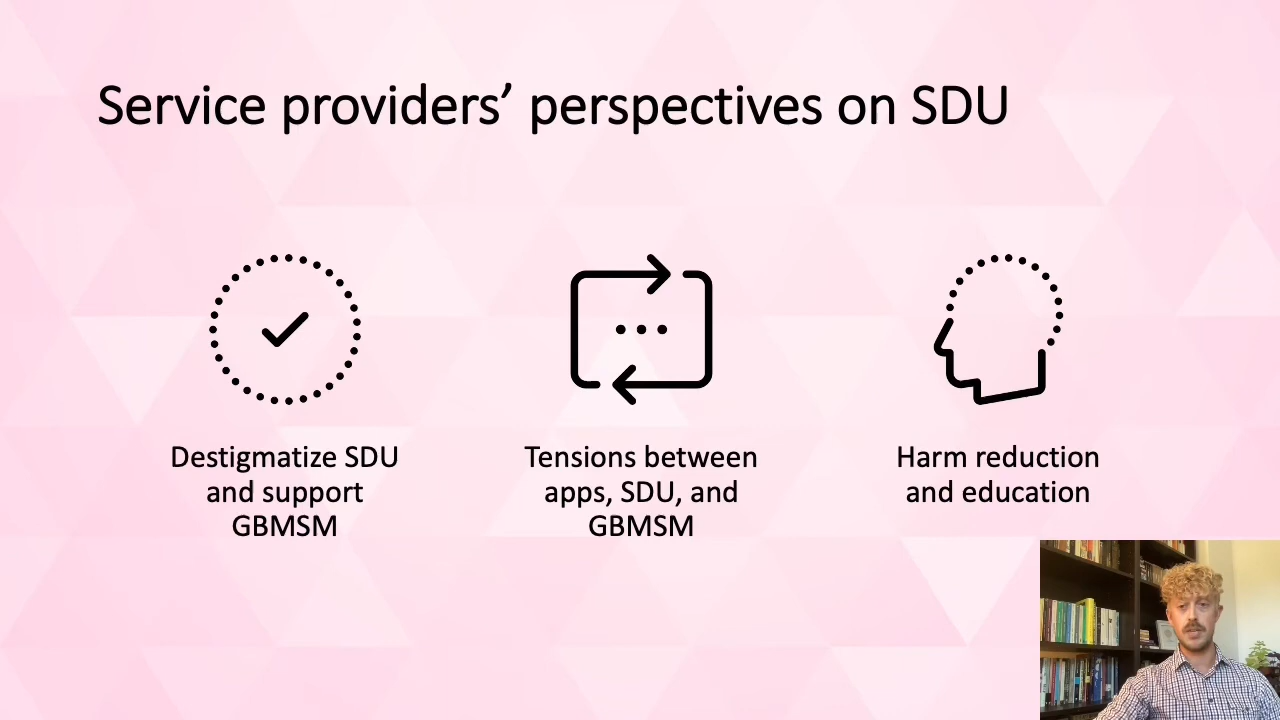 Service providers’ perspectives on SDU
Destigmatize SDU
and support
GBMSM
Tensions between
apps, SDU, and
GBMSM
Harm reduction
and education